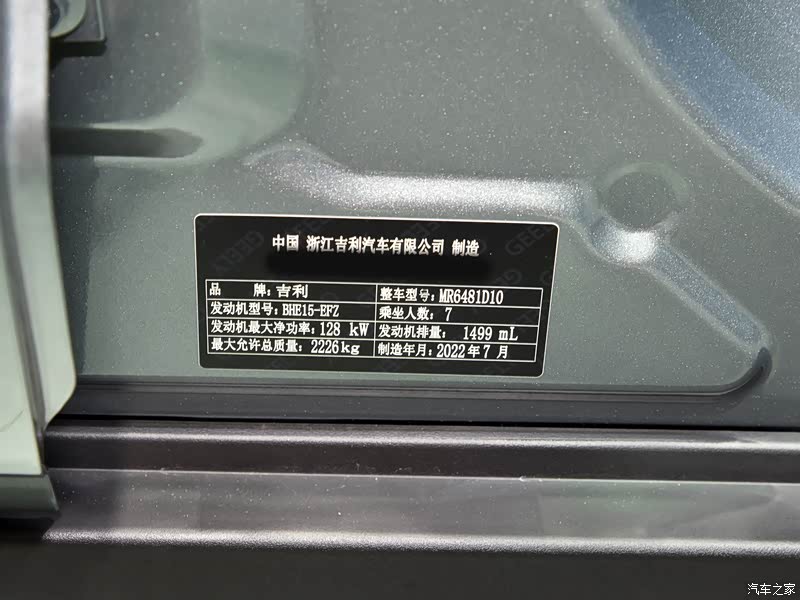 中国 浙江吉利汽车有限公司 制造
品 牌:吉利 整车型号:MR6481D10
发动机型号:BHE15-EFZ 乘坐人数:7
发动机最大净功率:128 kW 发动机排量: 1499 mL
最大允许总质量: 2226kg 制造年月:2022年7月
汽车之家